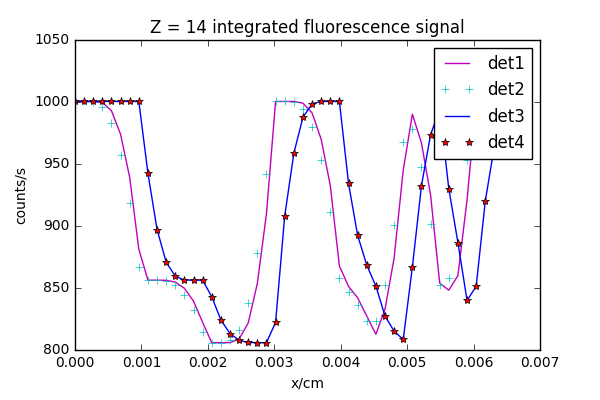 Z = 14 integrated fluorescence signal
1050
1000
950
900
850
800
counts/s
det1
det2
det3
det4
0.000 0.001 0.002 0.003 0.004 0.005 0.006 0.007
x/cm